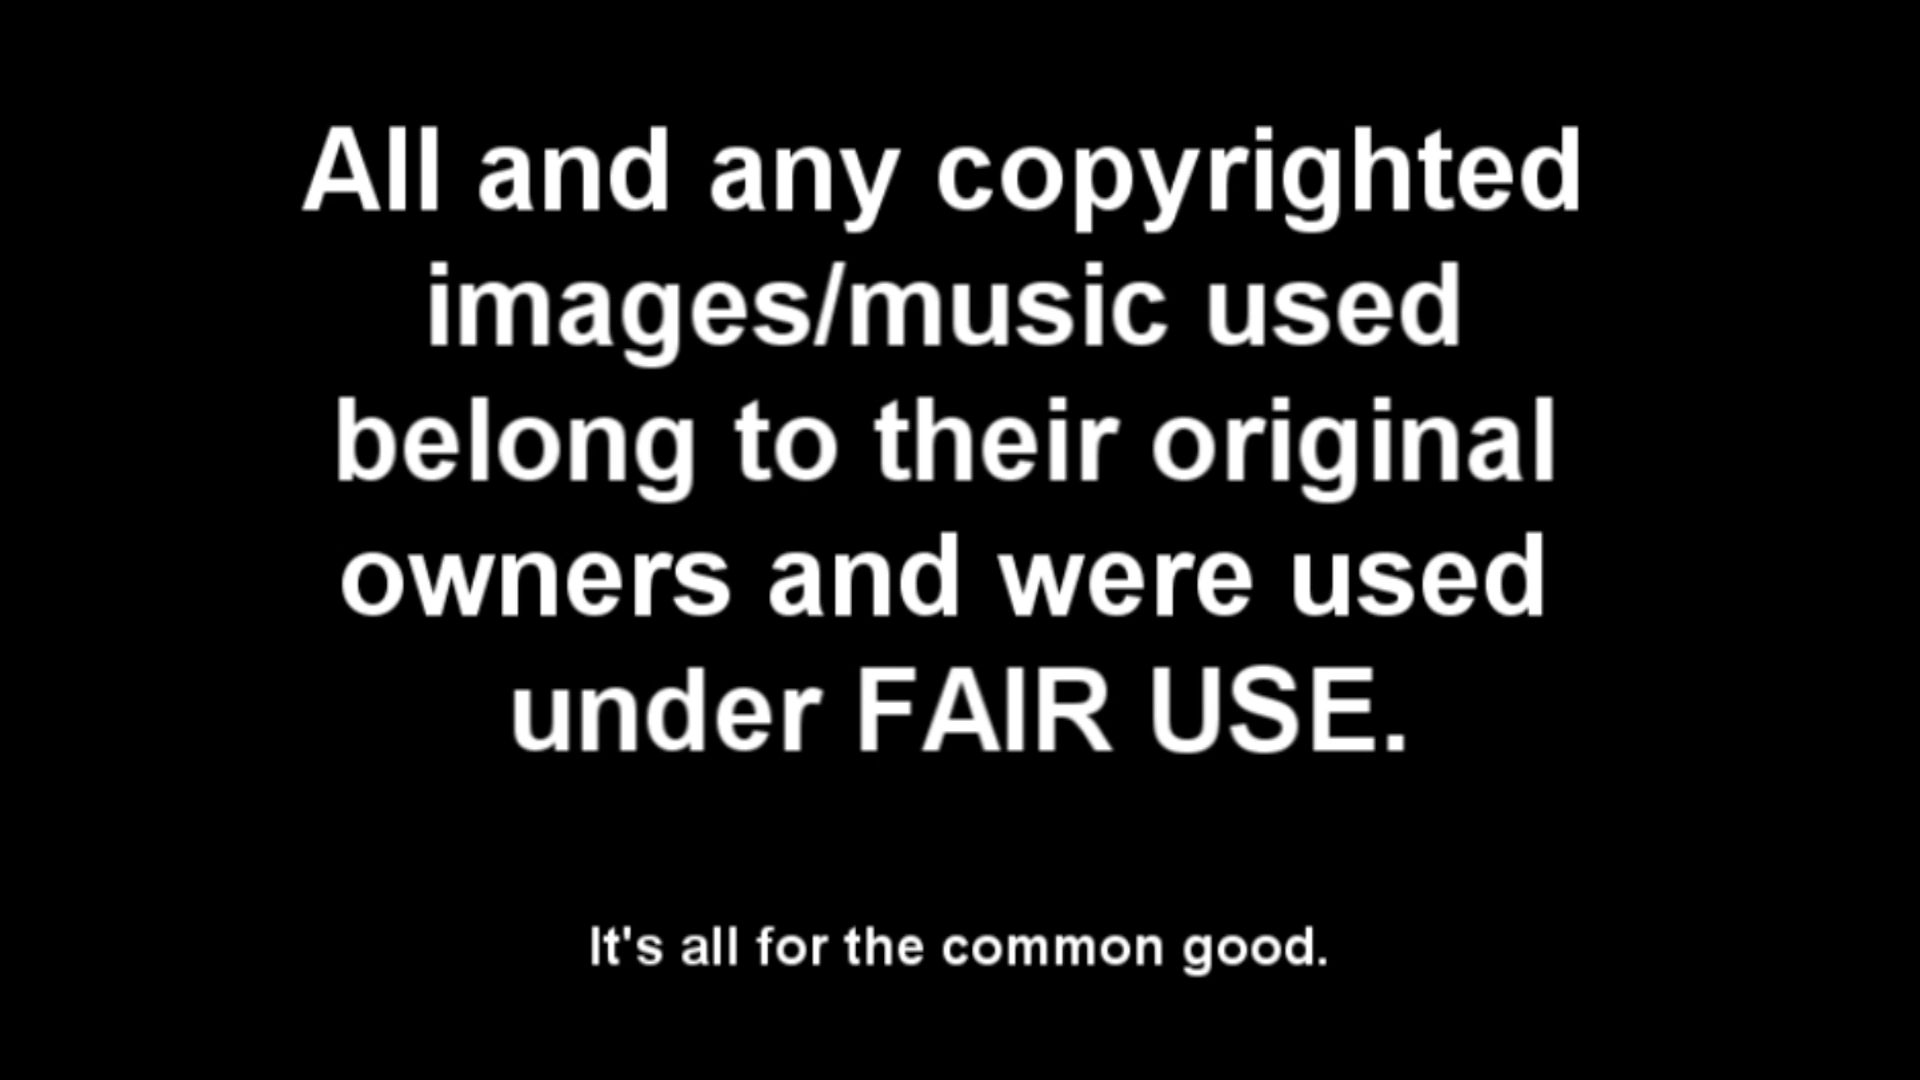 All and any copyrighted
images/music used
belong to their original
owners and were used
under FAIR USE.
It's all for the common good.